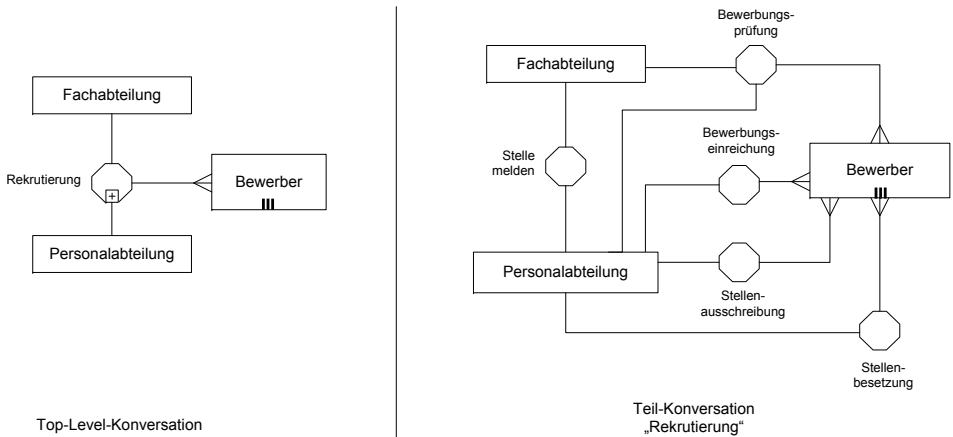 Fachabteilung
Rekrutierung
Bewerber
Personalabteilung
Top-Level-Konversation
Bewerbungs-
prüfung
Fachabteilung
Stelle
melden
Bewerbungs-
einreichung
Bewerber
Personalabteilung
Stellen-
ausschreibung
Stellen-
besetzung
Teil-Konversation
„Rekrutierung“